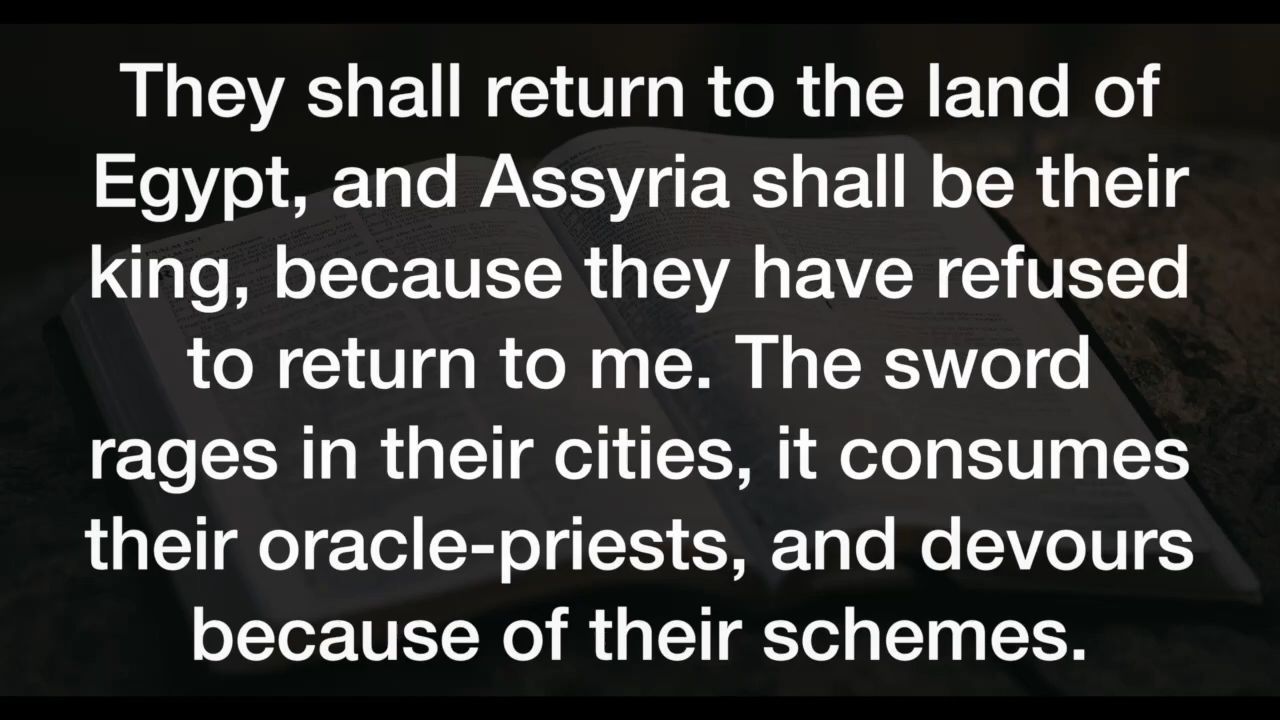 They shall return to the land of
Egypt, and Assyria shall be their
king, because they have refused
to return to me. The sword
rages in their cities, it consumes
their oracle-priests, and devours
because of their schemes.